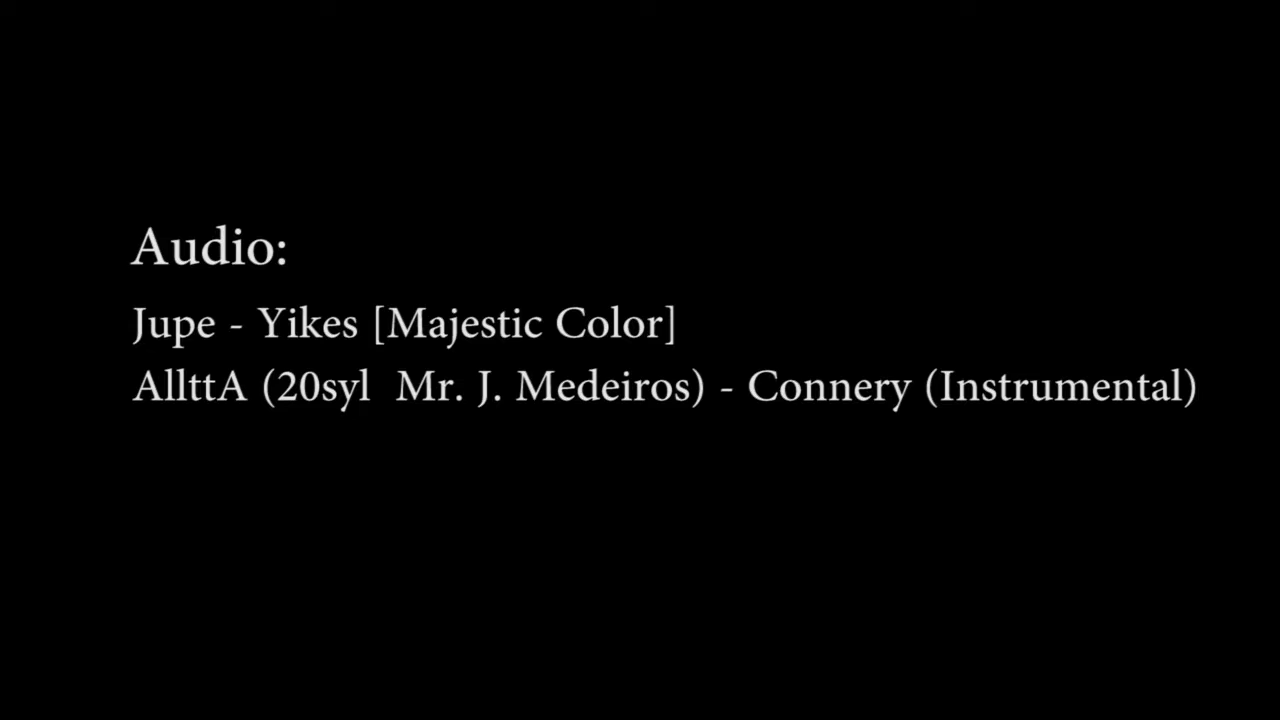 Audio:
Jupe - Yikes [Majestic Color]
AllttA (20syl  Mr. J. Medeiros) - Connery (Instrumental)